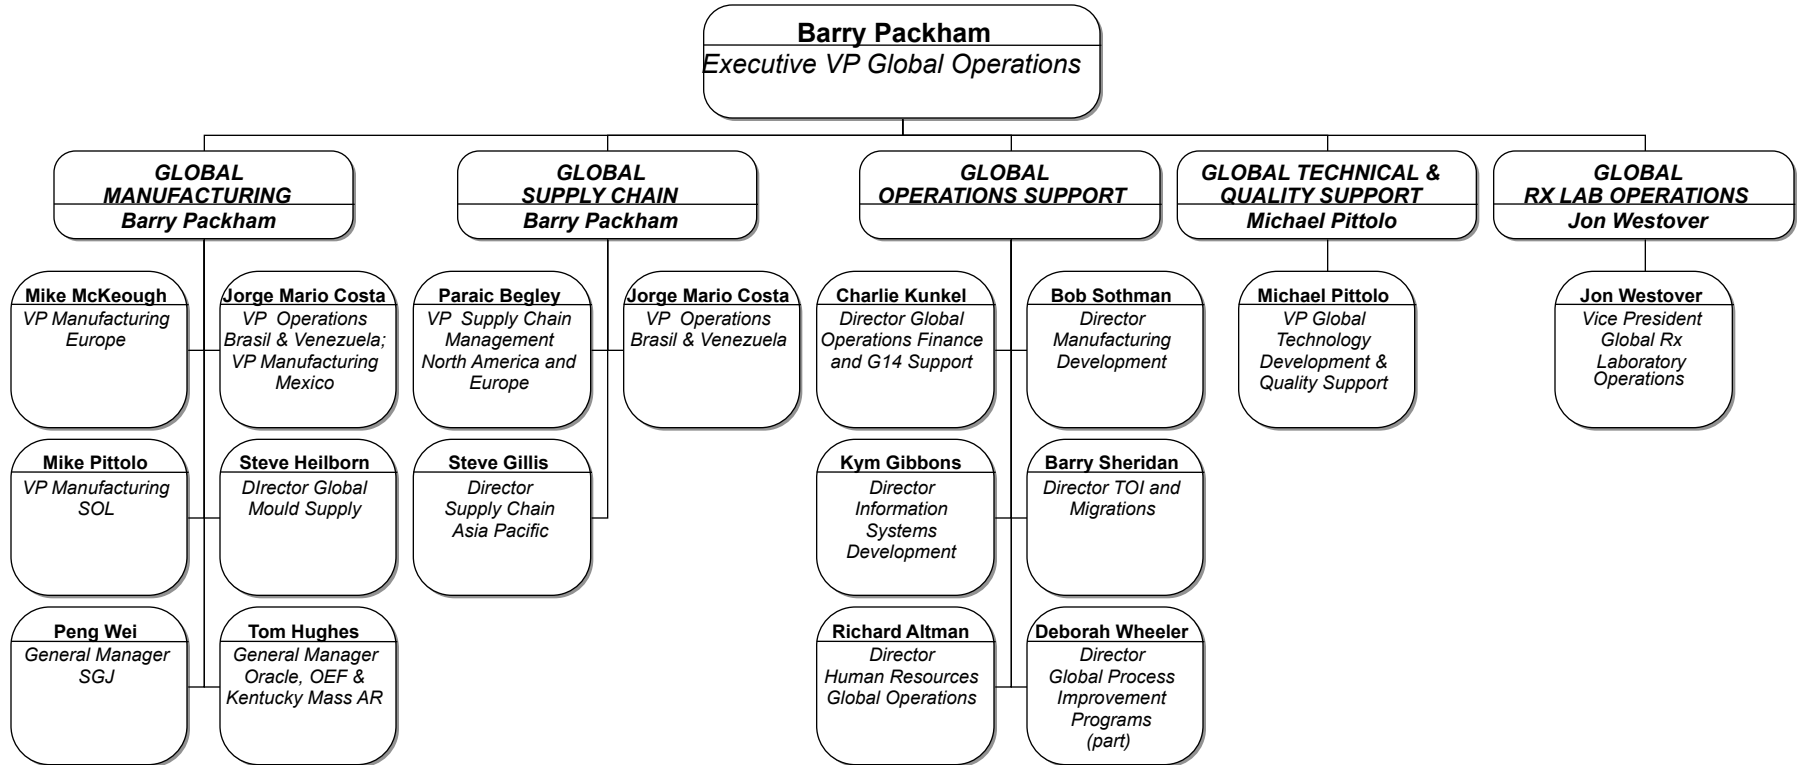 Barry Packham
Executive VP Global Operations
GLOBAL
MANUFACTURING
Barry Packham
GLOBAL
SUPPLY CHAIN
Barry Packham
GLOBAL
OPERATIONS SUPPORT
GLOBAL TECHNICAL &
QUALITY SUPPORT
Michael Pittolo
GLOBAL
RX LAB OPERATIONS
Jon Westover
Mike McKeough
VP Manufacturing
Europe
Jorge Mario Costa
VP  Operations
Brasil & Venezuela;
VP Manufacturing
Mexico
Mike Pittolo
VP Manufacturing
SOL
Steve Heilborn
DIrector Global
Mould Supply
Peng Wei
General Manager
SGJ
Tom Hughes
General Manager
Oracle, OEF &
Kentucky Mass AR
Paraic Begley
VP  Supply Chain
Management
North America and
Europe
Jorge Mario Costa
VP  Operations
Brasil & Venezuela
Steve Gillis
Director
Supply Chain
Asia Pacific
Charlie Kunkel
Director Global
Operations Finance
and G14 Support
Bob Sothman
Director
Manufacturing
Development
Kym Gibbons
Director
Information
Systems
Development
Barry Sheridan
Director TOI and
Migrations
Richard Altman
Director
Human Resources
Global Operations
Deborah Wheeler
Director
Global Process
Improvement
Programs
(part)
Michael Pittolo
VP Global
Technology
Development &
Quality Support
Jon Westover
Vice President
Global Rx
Laboratory
Operations